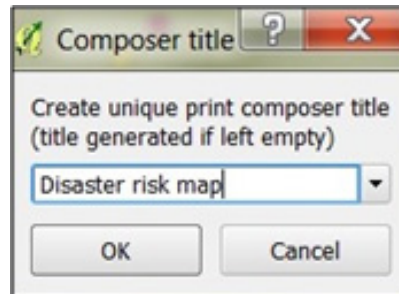 Composer title
Create unique print composer title
(title generated if left empty)
Disaster risk map
OK Cancel